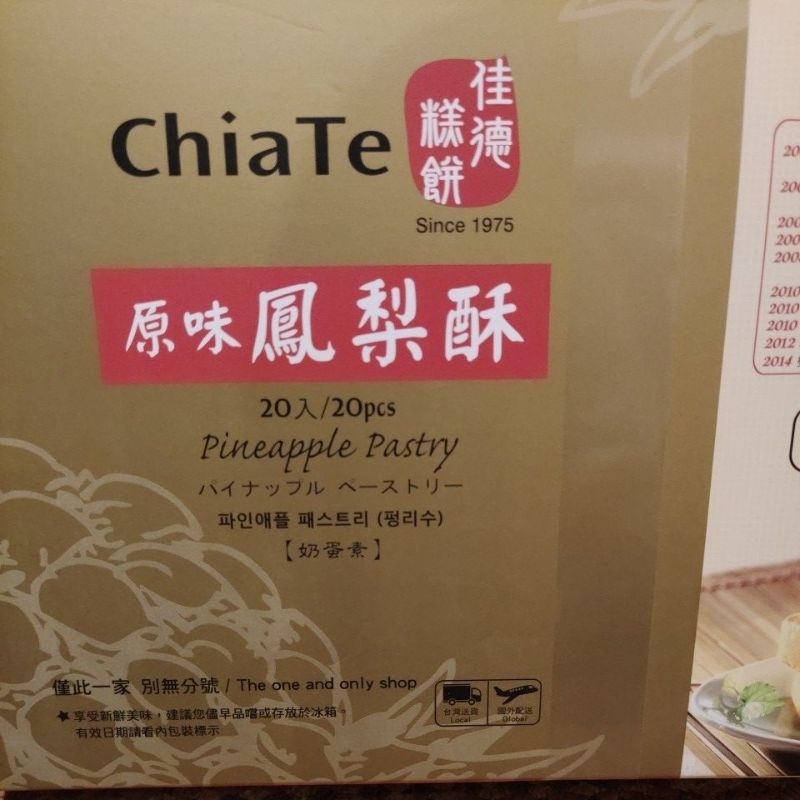 ChiaTe
佳德
糕餅
Since 1975
原味鳳梨酥
20入/20pcs
Pineapple Pastry
パイナップル ペーストリー
파인애플 패스트리 (펑리수)
【奶蛋素】
僅此一家 別無分號 / The one and only shop
★享受新鮮美味，建議您儘早品嚐或存放於冰箱。
有效日期請看內包裝標示
台灣送貨
Local
國外配送
Global
2010
2010
2010
2012
2014